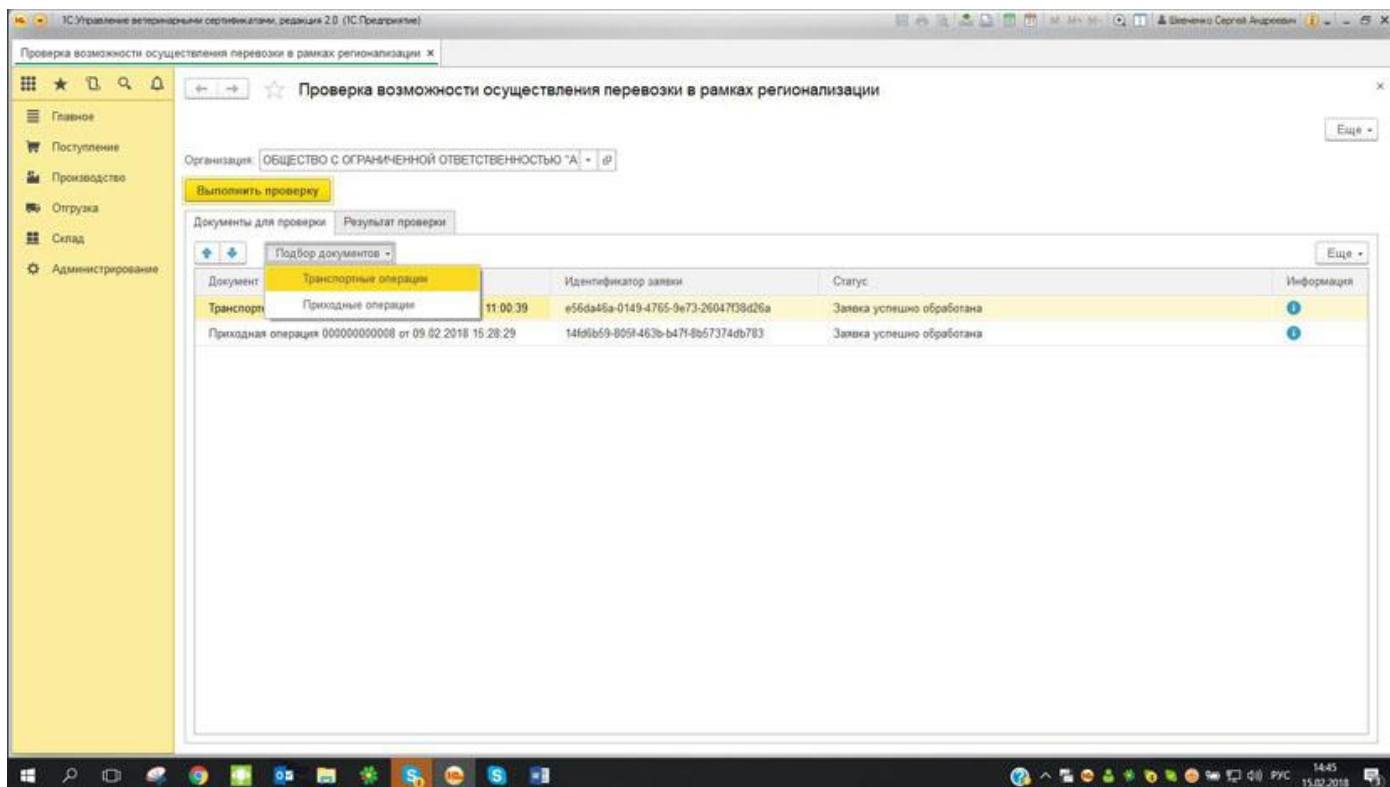 1С:Управление ветеринарными сертификатами, редакция 2.0 (1С:Предприятие)
M M+ M-
Шевченко Сергей Андреевич
Проверка возможности осуществления перевозки в рамках регионализации ×
Проверка возможности осуществления перевозки в рамках регионализации
Главное
Поступление
Производство
Отгрузка
Склад
Администрирование
Еще
Организация: ОБЩЕСТВО С ОГРАНИЧЕННОЙ ОТВЕТСТВЕННОСТЬЮ "А
Выполнить проверку
Документы для проверки Результат проверки
Подбор документов Еще
Транспортные операции
Приходные операции
Документ Идентификатор заявки Статус Информация
Транспортн 11:00:39 e56da46a-0149-4765-9e73-26047f38d26a Заявка успешно обработана
Приходная операция 000000000008 от 09.02.2018 15:28:29 14fd6b59-805f-463b-b47f-8b57374db783 Заявка успешно обработана
РУС
14:45
15.02.2018